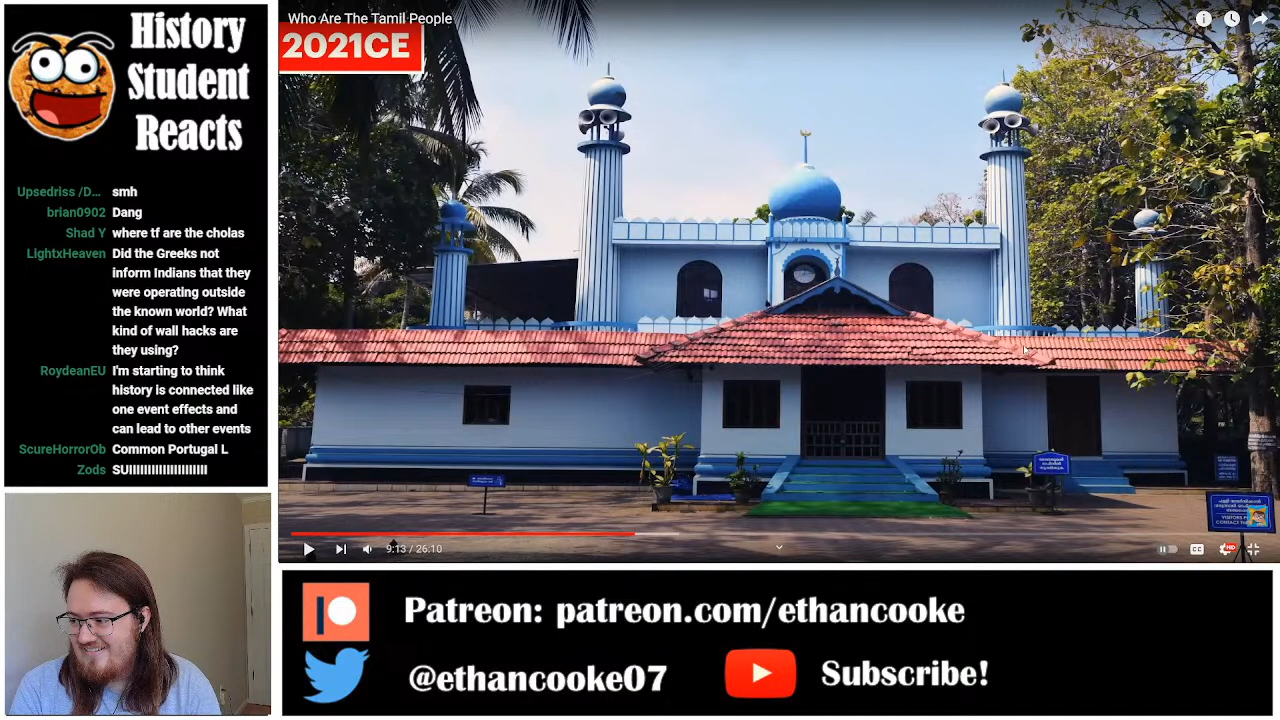 History
Student
Reacts
Upsedriss /D... smh
brian0902 Dang
Shad Y where tf are the cholas
LightxHeaven Did the Greeks not
inform Indians that they
were operating outside
the known world? What
kind of wall hacks are
they using?
RoydeanEU I'm starting to think
history is connected like
one event effects and
can lead to other events
ScureHorrorOb Common Portugal L
Zods SUIIIIIIIIIIIIIIIIIIIII
Who Are The Tamil People
2021CE
9:13 / 26:10
CC
HD
Patreon: patreon.com/ethancooke
@ethancooke07
Subscribe!